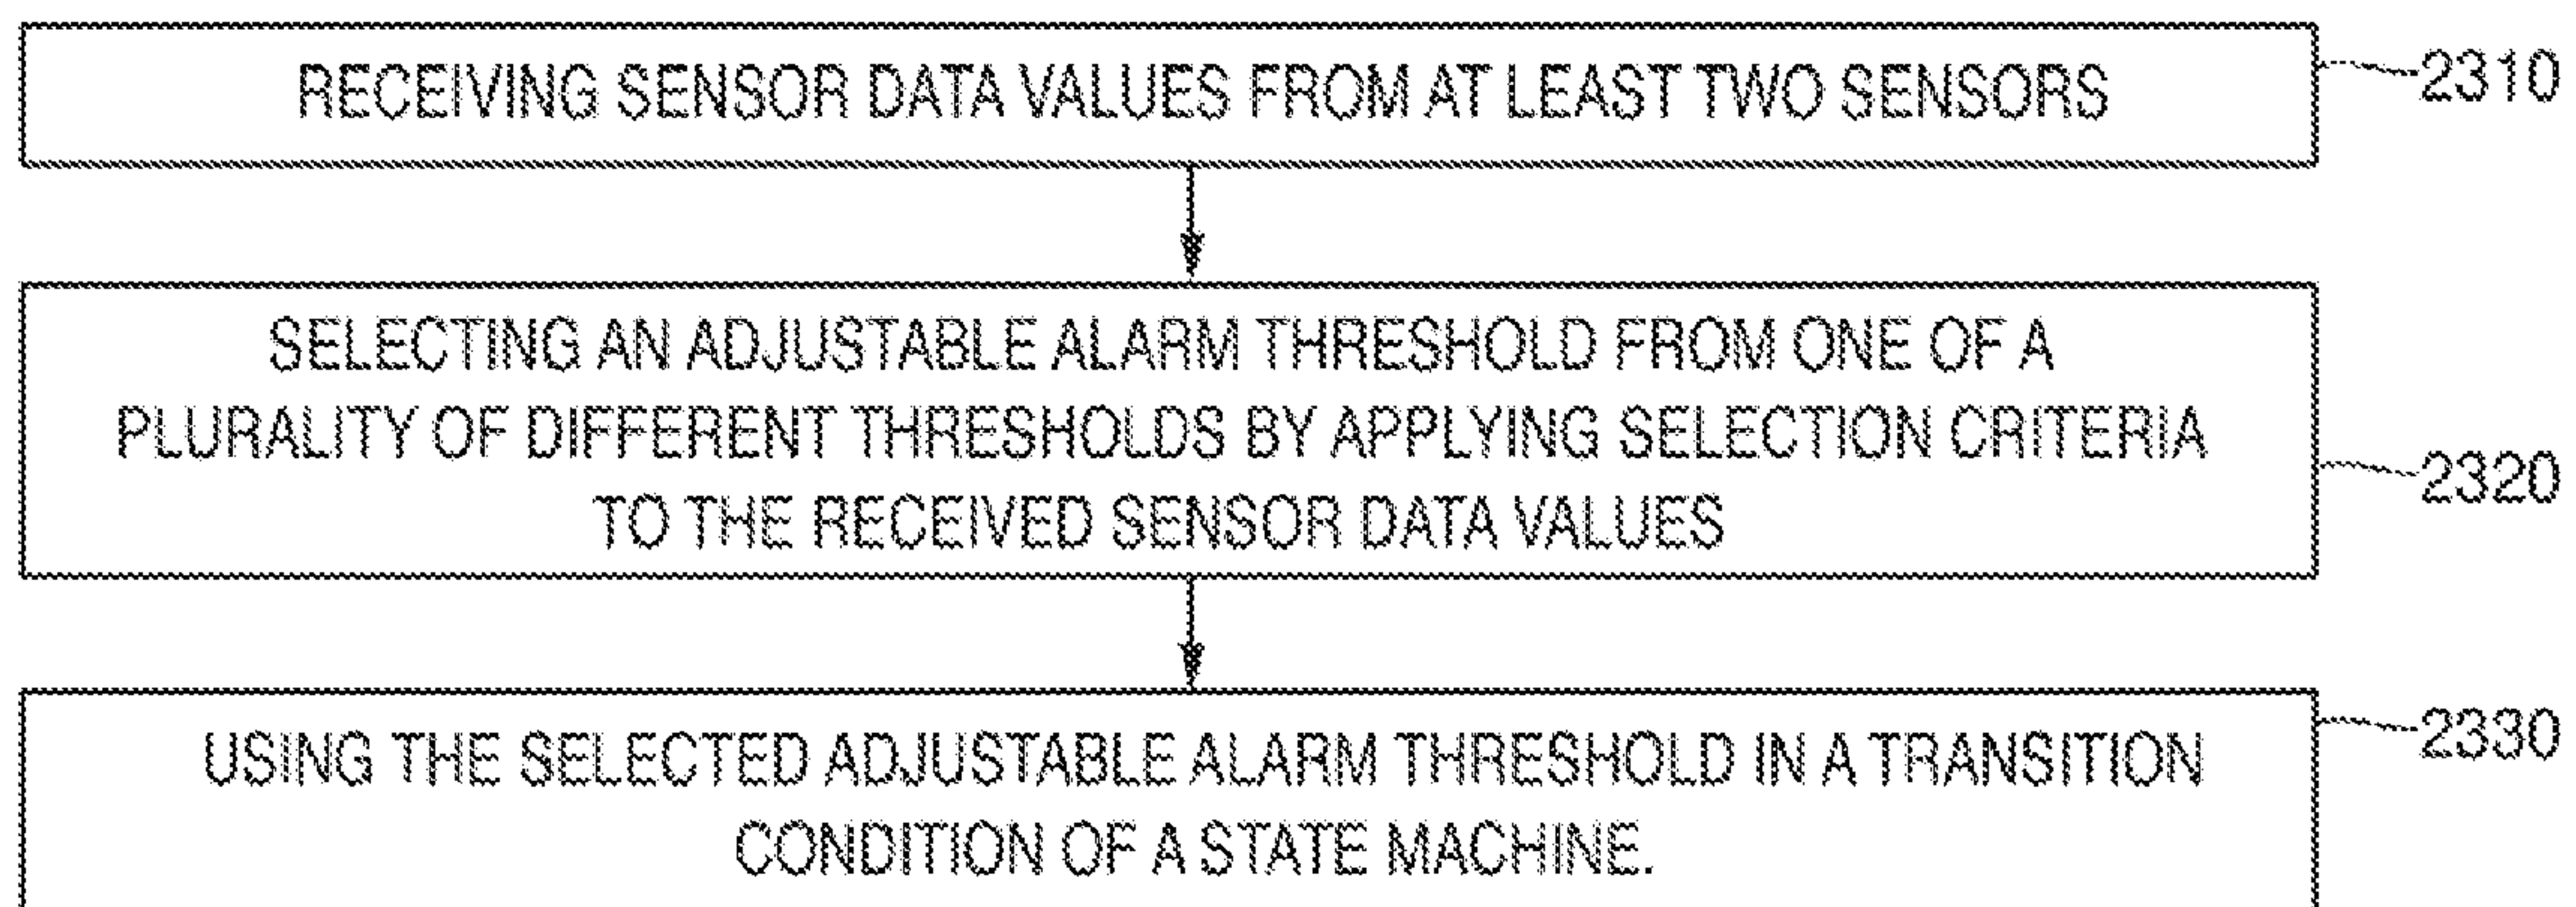 RECEIVING SENSOR DATA VALUES FROM AT LEAST TWO SENSORS
2310
SELECTING AN ADJUSTABLE ALARM THRESHOLD FROM ONE OF A
PLURALITY OF DIFFERENT THRESHOLDS BY APPLYING SELECTION CRITERIA
TO THE RECEIVED SENSOR DATA VALUES
2320
USING THE SELECTED ADJUSTABLE ALARM THRESHOLD IN A TRANSITION
CONDITION OF A STATE MACHINE.
2330